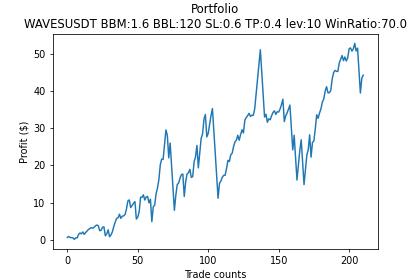 Portfolio
WAVESUSDT BBM:1.6 BBL:120 SL:0.6 TP:0.4 lev:10 WinRatio:70.0
Profit ($)
50
40
30
20
10
0
0
50
100
150
200
Trade counts